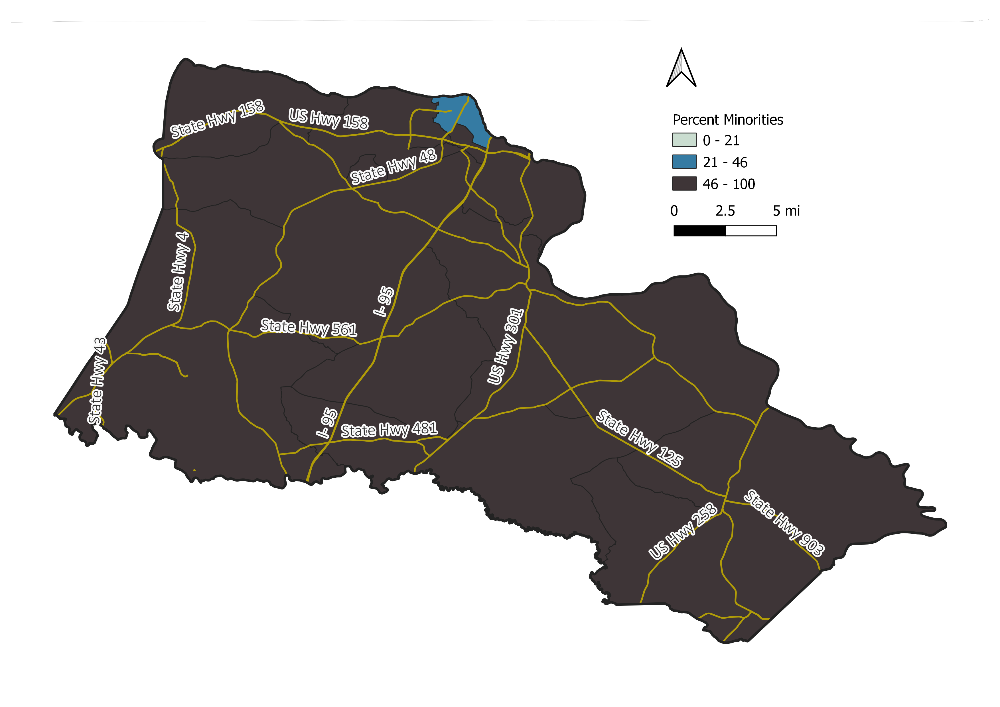 State Hwy 158
US Hwy 158
Percent Minorities
0 - 21
21 - 46
46 - 100
0 2.5 5 mi
State Hwy 48
State Hwy 4
I- 95
State Hwy 561
US Hwy 301
State Hwy 43
I- 95
State Hwy 481
State Hwy 125
US Hwy 258
State Hwy 903